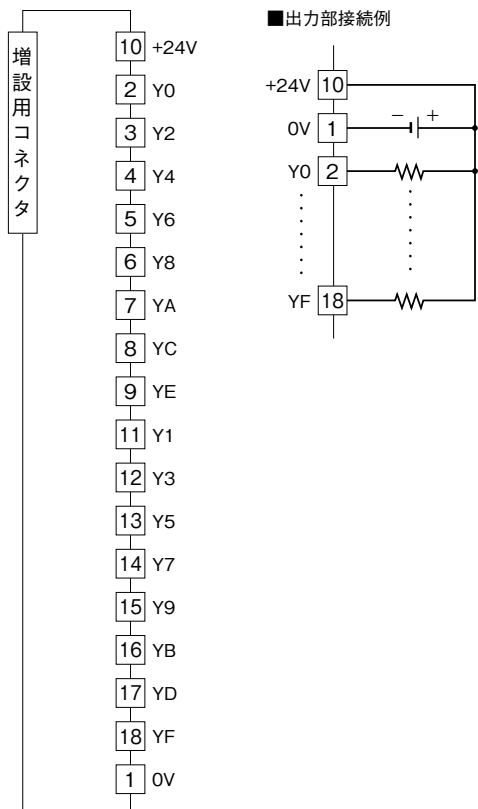 増設用コネクタ
10 +24V
2 Y0
3 Y2
4 Y4
5 Y6
6 Y8
7 YA
8 YC
9 YE
11 Y1
12 Y3
13 Y5
14 Y7
15 Y9
16 YB
17 YD
18 YF
1 0V
■出力部接続例
+24V 10
0V 1 − +
Y0 2
YF 18